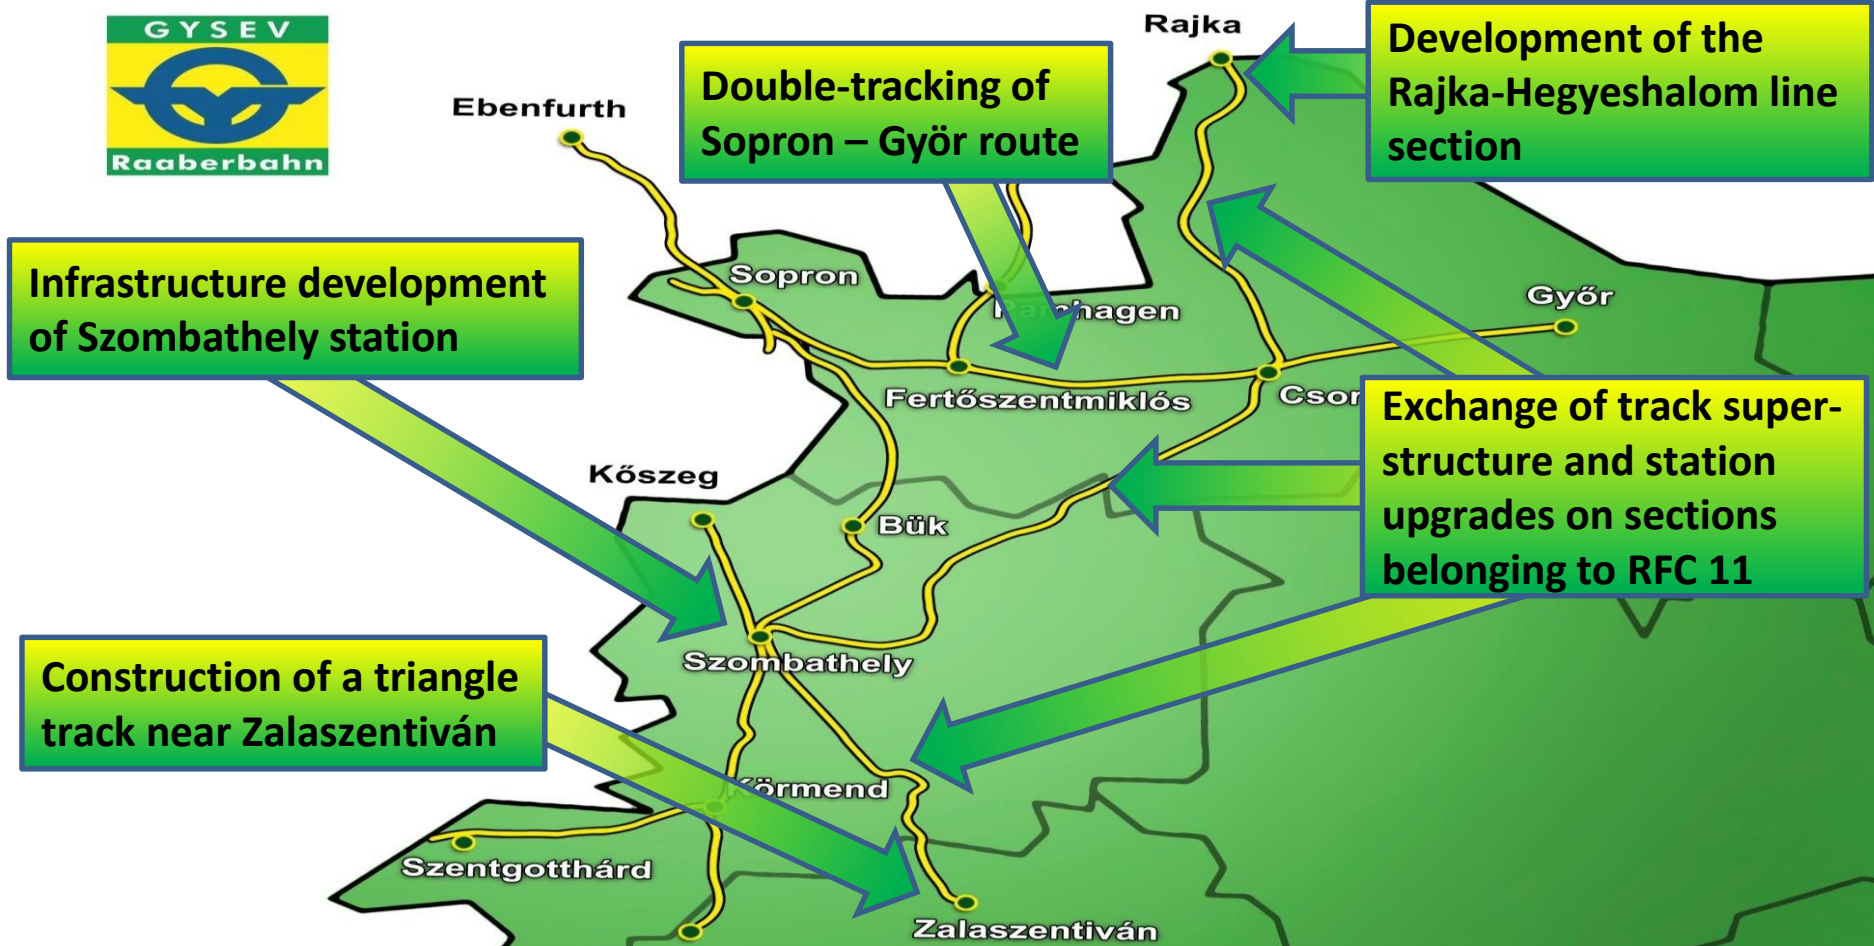 GYSEV
Raaberbahn
Rajka
Ebenfurth
Double-tracking of
Sopron – Györ route
Development of the
Rajka-Hegyeshalom line
section
Infrastructure development
of Szombathely station
Sopron
Győr
Fertőszentmiklós
Exchange of track super-
structure and station
upgrades on sections
belonging to RFC 11
Kőszeg
Bük
Szombathely
Construction of a triangle
track near Zalaszentiván
Körmend
Szentgotthárd
Zalaszentiván